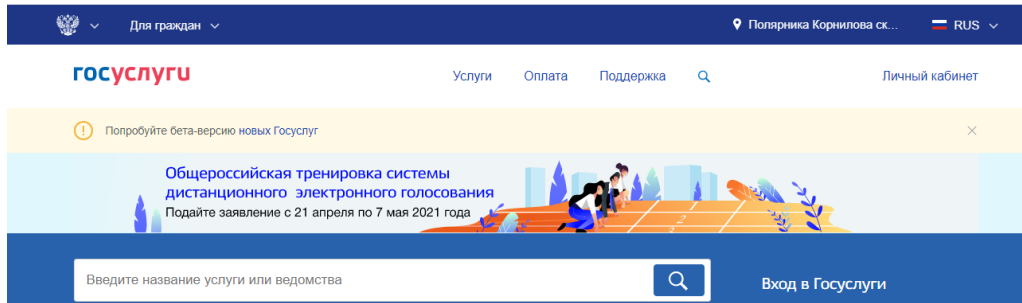 Для граждан
Полярника Корнилова ск...
RUS
госуслуги
Услуги
Оплата
Поддержка
Личный кабинет
Попробуйте бета-версию новых Госуслуг
Общероссийская тренировка системы
дистанционного электронного голосования
Подайте заявление с 21 апреля по 7 мая 2021 года
1
2
Введите название услуги или ведомства
Вход в Госуслуги